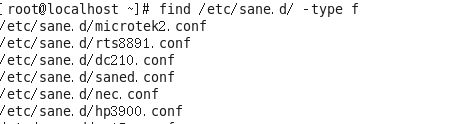 [root@localhost ~]# find /etc/sane.d/ -type f
/etc/sane.d/microtek2.conf
/etc/sane.d/rts8891.conf
/etc/sane.d/dc210.conf
/etc/sane.d/saned.conf
/etc/sane.d/nec.conf
/etc/sane.d/hp3900.conf